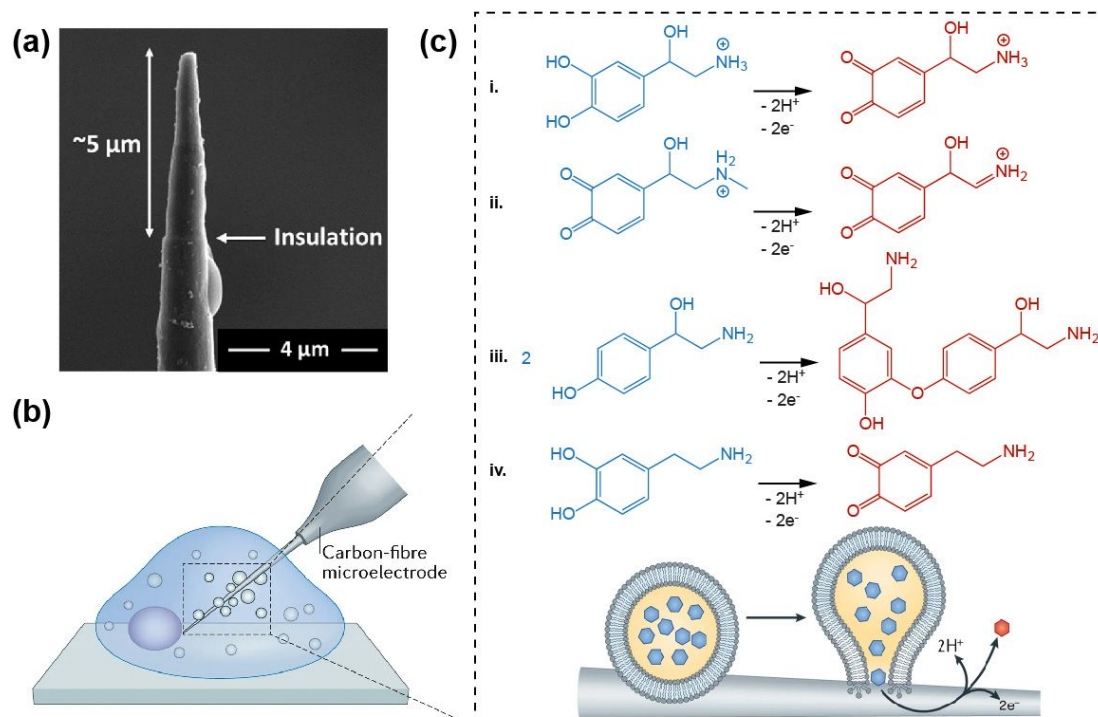 (a)
~5 µm
Insulation
4 µm
(b)
Carbon-fibre
microelectrode
(c)
i.
HO
HO
OH
⊕
NH3
- 2H+
- 2e-
O
O
OH
⊕
NH3
ii.
O
O
OH
H2
N
⊕
- 2H+
- 2e-
O
O
OH
⊕
NH2
iii.
2
HO
OH
NH2
- 2H+
- 2e-
NH2
HO
OH
O
OH
NH2
iv.
HO
HO
NH2
- 2H+
- 2e-
O
O
NH2
2H+
2e-